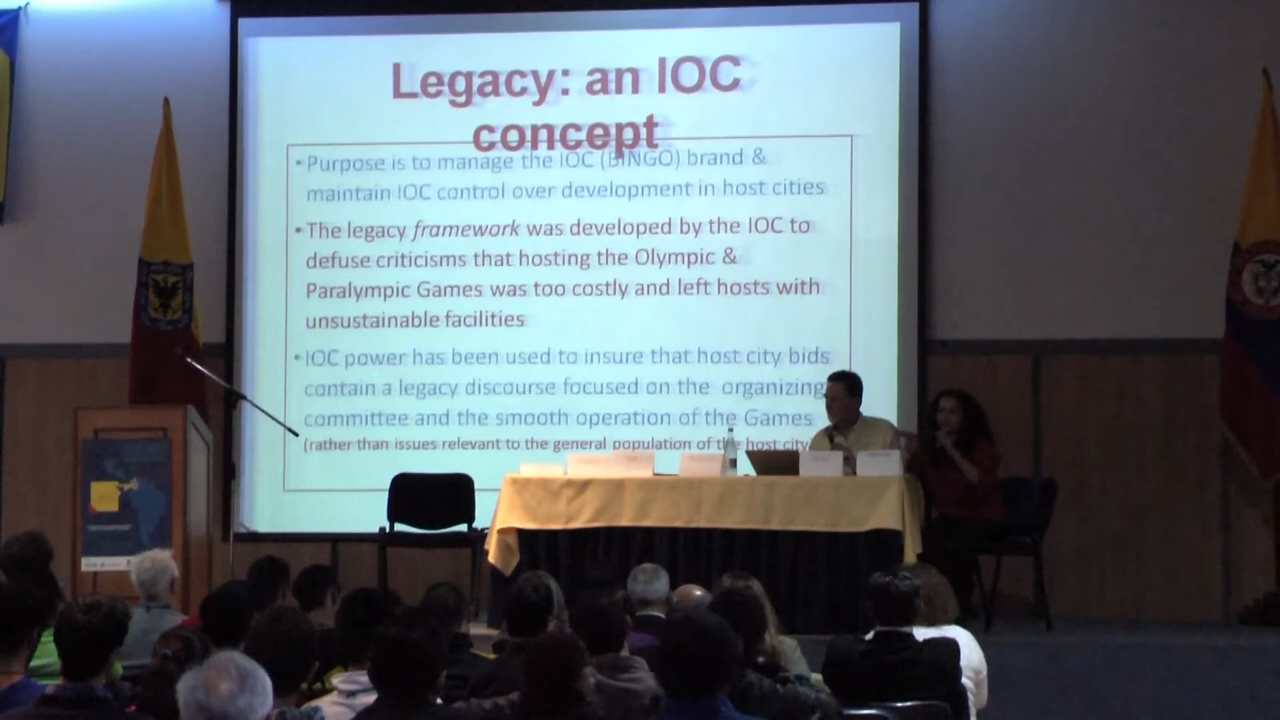 Legacy: an IOC
concept
•Purpose is to manage the IOC (BINGO) brand &
maintain IOC control over development in host cities
•The legacy framework was developed by the IOC to
defuse criticisms that hosting the Olympic &
Paralympic Games was too costly and left hosts with
unsustainable facilities
•IOC power has been used to insure that host city bids
contain a legacy discourse focused on the organizing
committee and the smooth operation of the Games
(rather than issues relevant to the general population of the host city